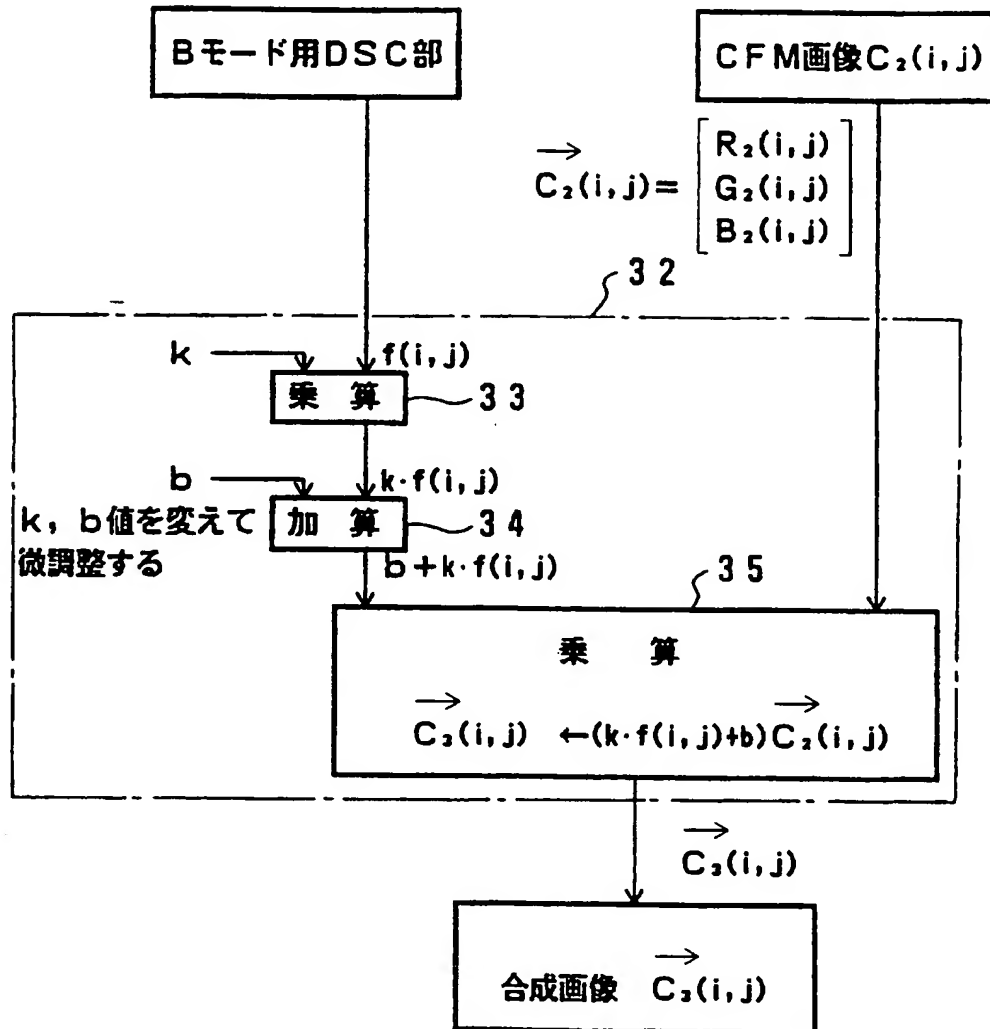 Bモード用DSC部
CFM画像C₂(i,j)
→
C₂(i,j)=
R₂(i,j)
G₂(i,j)
B₂(i,j)
32
k
f(i,j)
乗 算
33
b
k·f(i,j)
加 算
34
k,b値を変えて
微調整する
b+k·f(i,j)
35
乗 算
→ →
C₃(i,j) ←(k·f(i,j)+b)C₂(i,j)
→
C₃(i,j)
→
合成画像 C₃(i,j)